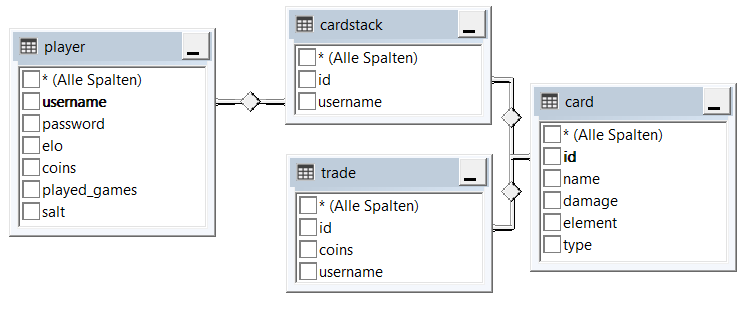 player
* (Alle Spalten)
username
password
elo
coins
played_games
salt
cardstack
* (Alle Spalten)
id
username
trade
* (Alle Spalten)
id
coins
username
card
* (Alle Spalten)
id
name
damage
element
type